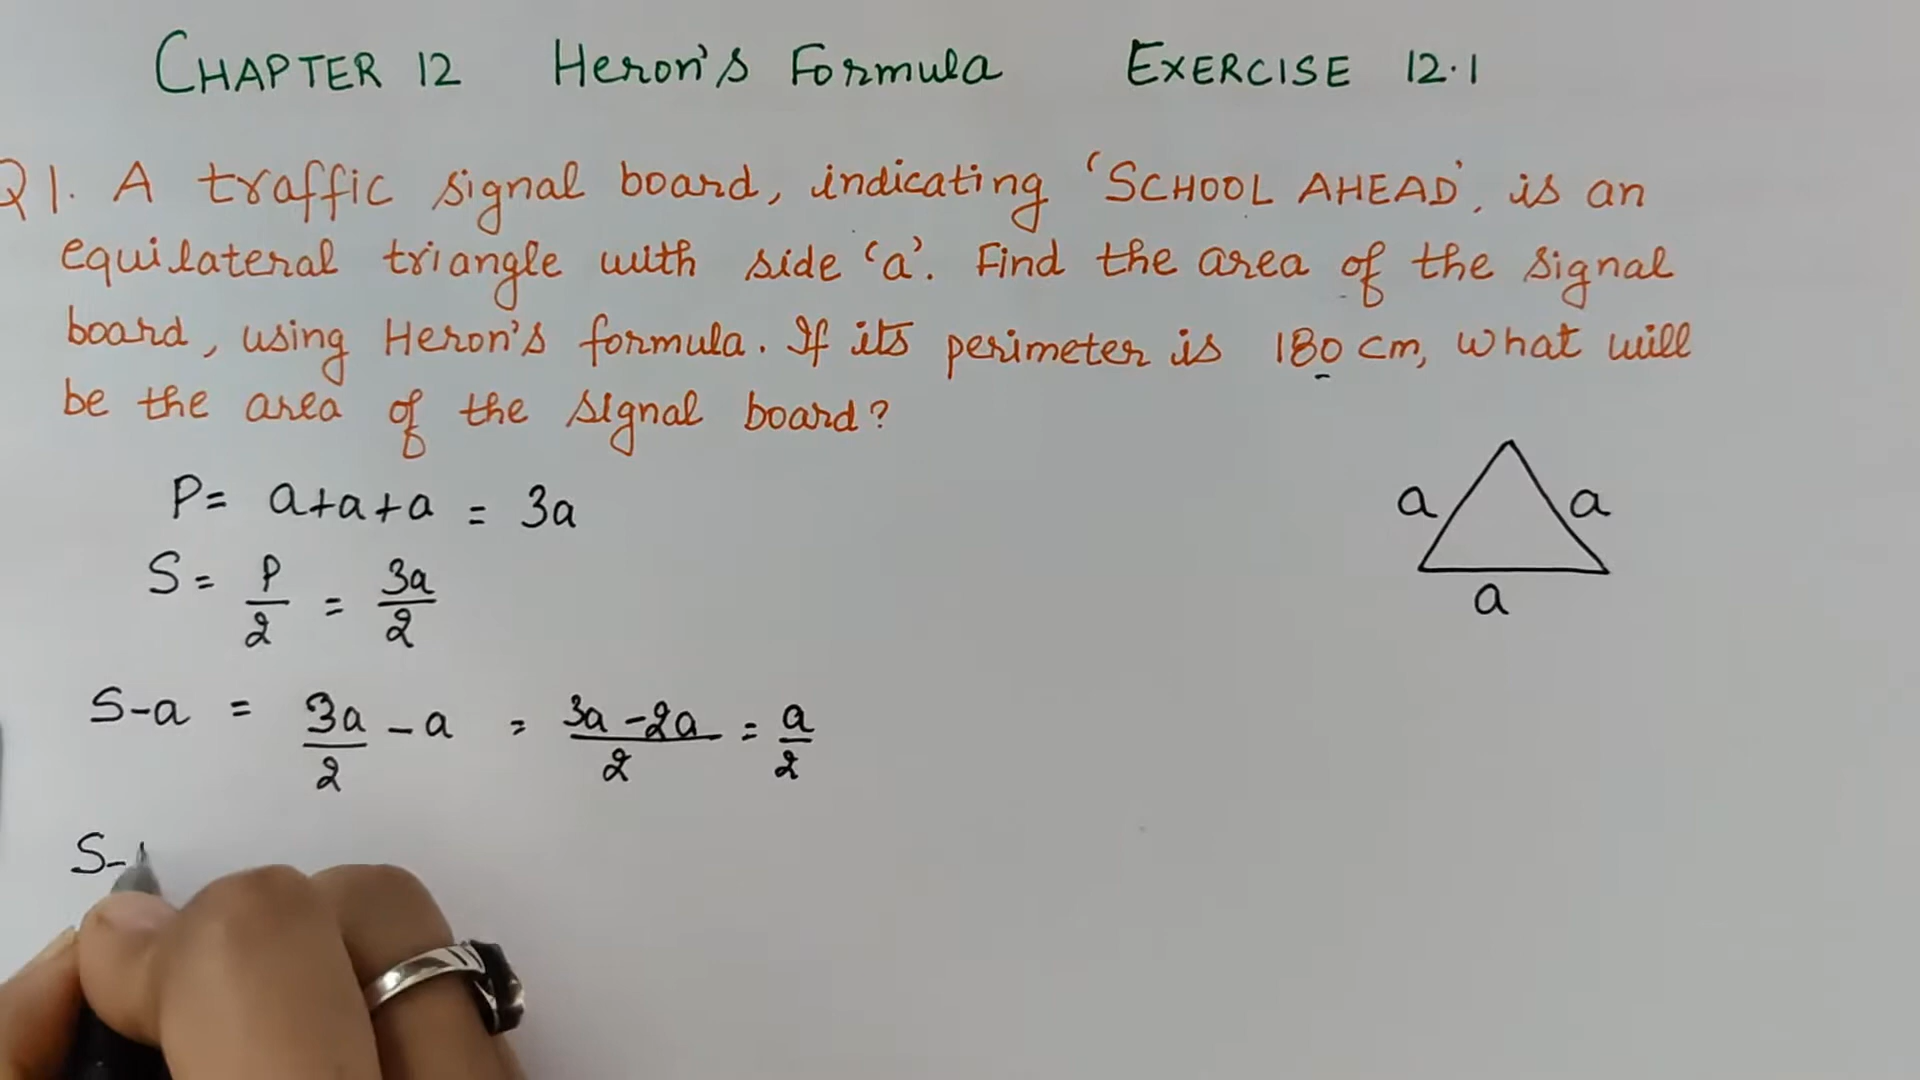 CHAPTER 12 Heron's Formula EXERCISE 12.1
Q1. A traffic signal board, indicating 'SCHOOL AHEAD', is an
equilateral triangle with side 'a'. Find the area of the signal
board, using Heron's formula. If its perimeter is 180 cm, what will
be the area of the signal board?
P = a+a+a = 3a
S = P/2 = 3a/2
a a
a
S-a = 3a/2 - a = 3a-2a/2 = a/2
S-